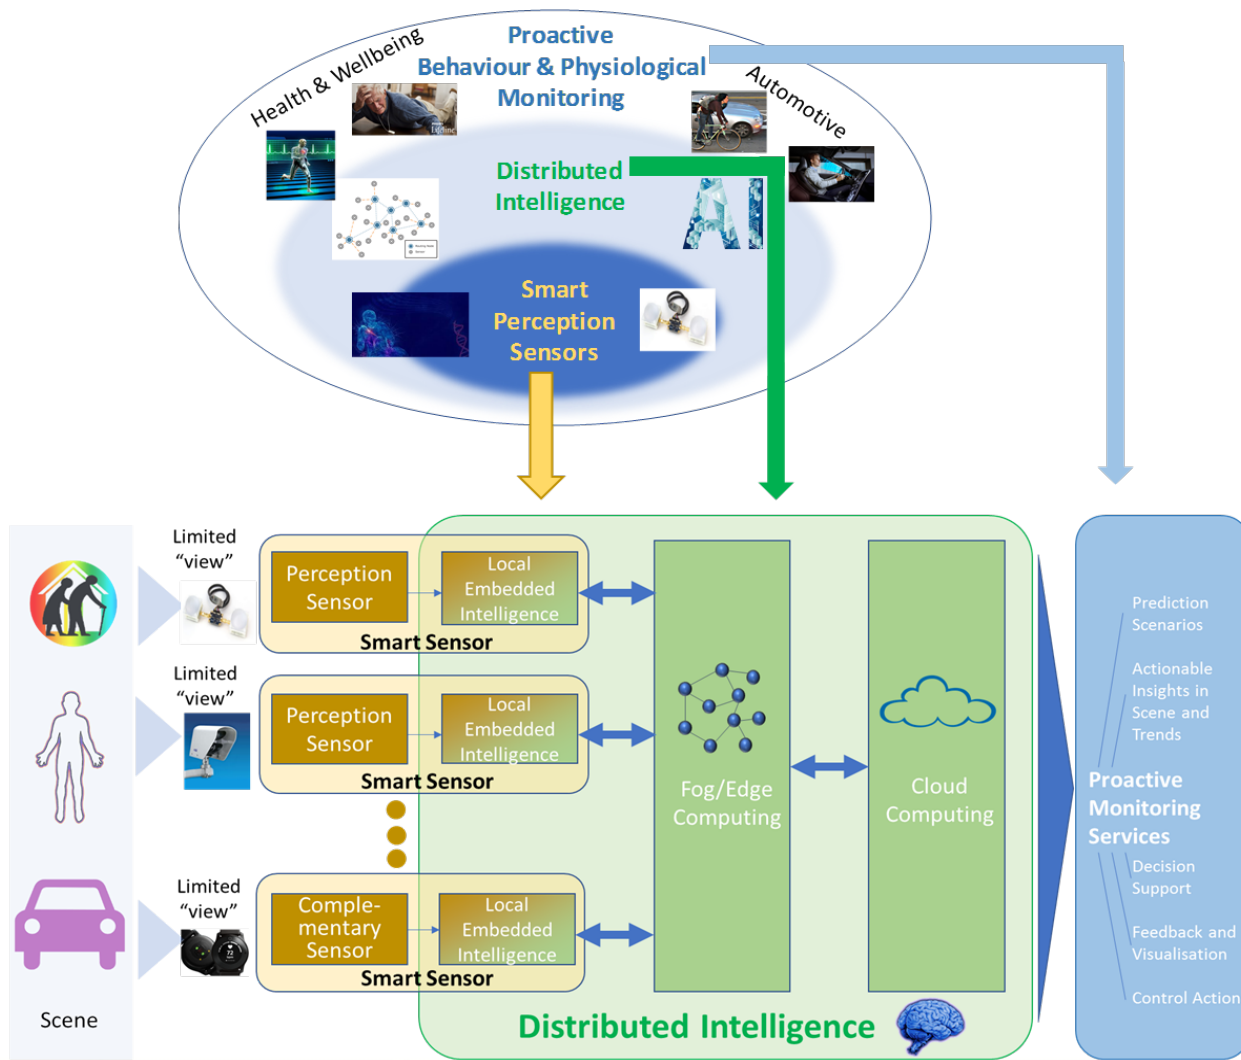 Proactive
Behaviour & Physiological
Monitoring
Health & Wellbeing
Automotive
Distributed
Intelligence
AI
Smart
Perception
Sensors
Limited
“view”
Perception
Sensor
Local
Embedded
Intelligence
Smart Sensor
Limited
“view”
Perception
Sensor
Local
Embedded
Intelligence
Smart Sensor
Limited
“view”
72
Comple-
mentary
Sensor
Local
Embedded
Intelligence
Smart Sensor
Scene
Fog/Edge
Computing
Cloud
Computing
Distributed Intelligence
Prediction
Scenarios
Actionable
Insights in
Scene and
Trends
Proactive
Monitoring
Services
Decision
Support
Feedback and
Visualisation
Control Action